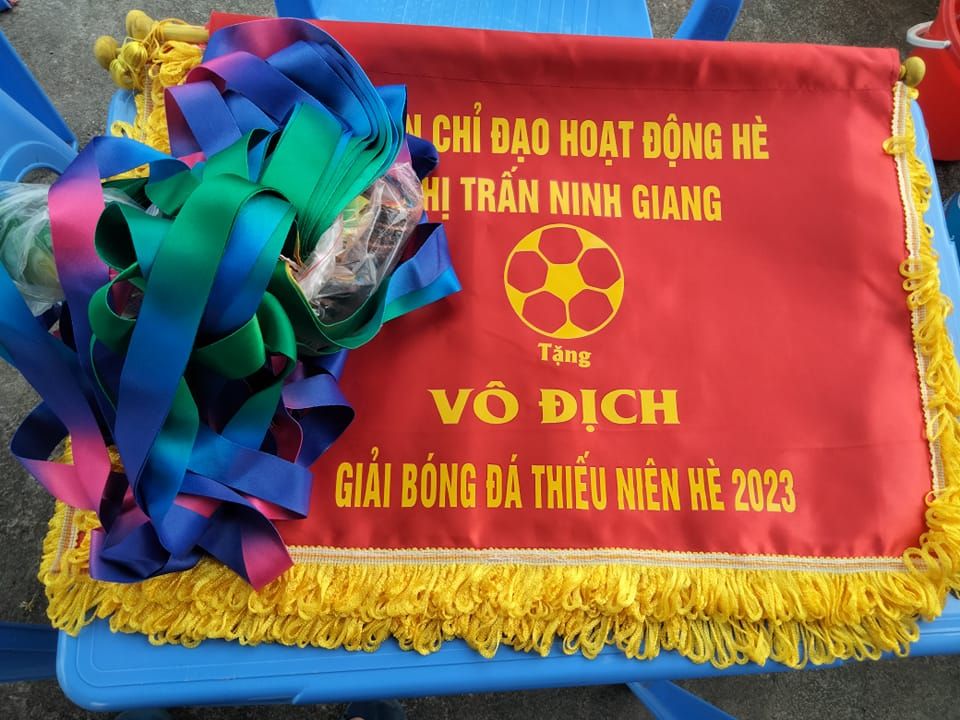 CHỈ ĐẠO HOẠT ĐỘNG HÈ
TRẤN NINH GIANG
Tặng
VÔ ĐỊCH
GIẢI BÓNG ĐÁ THIẾU NIÊN HÈ 2023